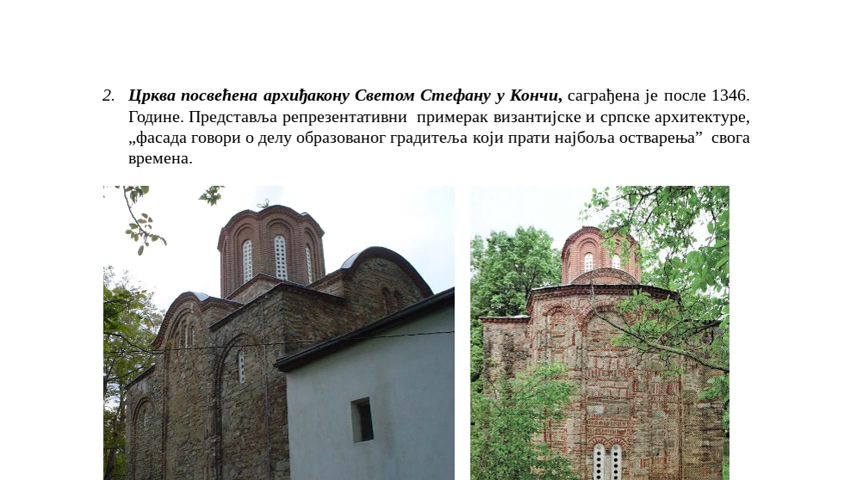 2. Црква посвећена архиђакону Светом Стефану у Кончи, саграђена је после 1346.
Године. Представља репрезентативни примерак византијске и српске архитектуре,
„фасада говори о делу образованог градитеља који прати најбоља остварења” свога
времена.